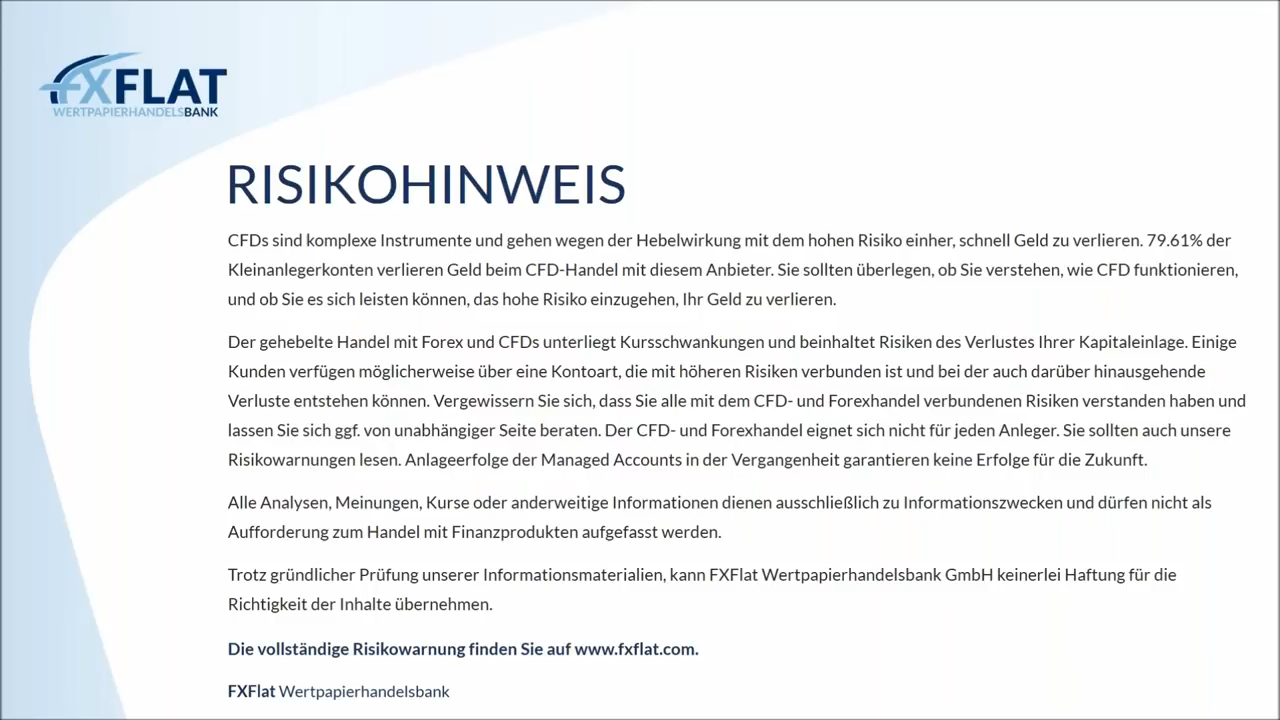 FXFLAT
WERTPAPIERHANDELSBANK
RISIKOHINWEIS
CFDs sind komplexe Instrumente und gehen wegen der Hebelwirkung mit dem hohen Risiko einher, schnell Geld zu verlieren. 79.61% der
Kleinanlegerkonten verlieren Geld beim CFD-Handel mit diesem Anbieter. Sie sollten überlegen, ob Sie verstehen, wie CFD funktionieren,
und ob Sie es sich leisten können, das hohe Risiko einzugehen, Ihr Geld zu verlieren.
Der gehebelte Handel mit Forex und CFDs unterliegt Kursschwankungen und beinhaltet Risiken des Verlustes Ihrer Kapitaleinlage. Einige
Kunden verfügen möglicherweise über eine Kontoart, die mit höheren Risiken verbunden ist und bei der auch darüber hinausgehende
Verluste entstehen können. Vergewissern Sie sich, dass Sie alle mit dem CFD- und Forexhandel verbundenen Risiken verstanden haben und
lassen Sie sich ggf. von unabhängiger Seite beraten. Der CFD- und Forexhandel eignet sich nicht für jeden Anleger. Sie sollten auch unsere
Risikowarnungen lesen. Anlageerfolge der Managed Accounts in der Vergangenheit garantieren keine Erfolge für die Zukunft.
Alle Analysen, Meinungen, Kurse oder anderweitige Informationen dienen ausschließlich zu Informationszwecken und dürfen nicht als
Aufforderung zum Handel mit Finanzprodukten aufgefasst werden.
Trotz gründlicher Prüfung unserer Informationsmaterialien, kann FXFlat Wertpapierhandelsbank GmbH keinerlei Haftung für die
Richtigkeit der Inhalte übernehmen.
Die vollständige Risikowarnung finden Sie auf www.fxflat.com.
FXFlat Wertpapierhandelsbank